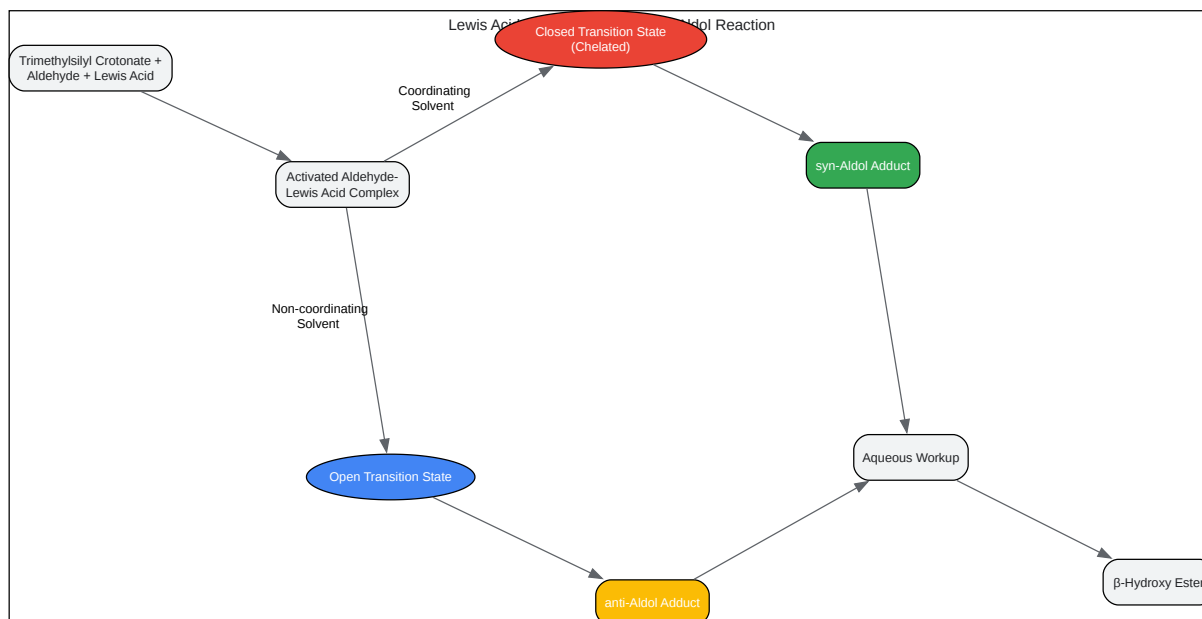 Lewis Aci
ldol Reaction
Closed Transition State
(Chelated)
Trimethylsilyl Crotonate +
Aldehyde + Lewis Acid
Coordinating
Solvent
Activated Aldehyde-
Lewis Acid Complex
syn-Aldol Adduct
Non-coordinating
Solvent
Open Transition State
Aqueous Workup
anti-Aldol Adduct
β-Hydroxy Ester